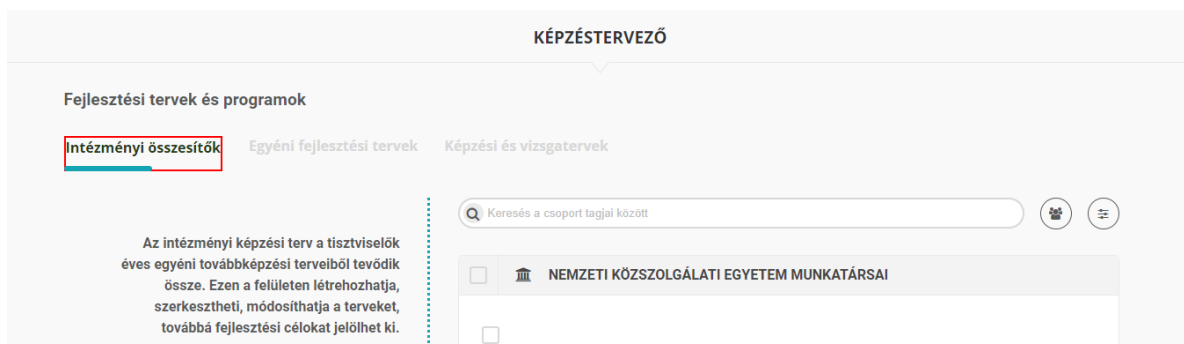 KÉPZÉSTERVEZŐ
Fejlesztési tervek és programok
Intézményi összesítők
Egyéni fejlesztési tervek
Képzési és vizsgatervek
Az intézményi képzési terv a tisztviselők
éves egyéni továbbképzési terveiből tevődik
össze. Ezen a felületen létrehozhatja,
szerkesztheti, módosíthatja a terveket,
továbbá fejlesztési célokat jelölhet ki.
Keresés a csoport tagjai között
NEMZETI KÖZSZOLGÁLATI EGYETEM MUNKATÁRSAI